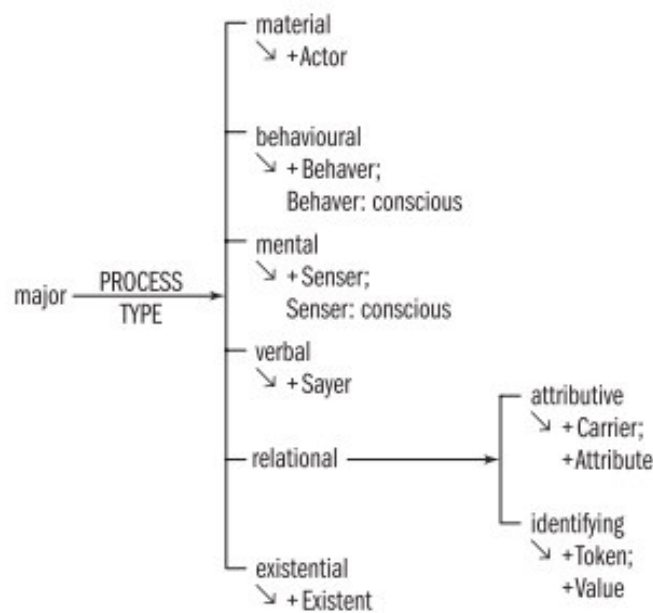 material
↘ +Actor
behavioural
↘ + Behaver;
Behaver: conscious
mental
↘ + Senser;
Senser: conscious
major
PROCESS
TYPE
verbal
↘ + Sayer
relational
attributive
↘ + Carrier;
+Attribute
identifying
↘ +Token;
+Value
existential
↘ + Existent